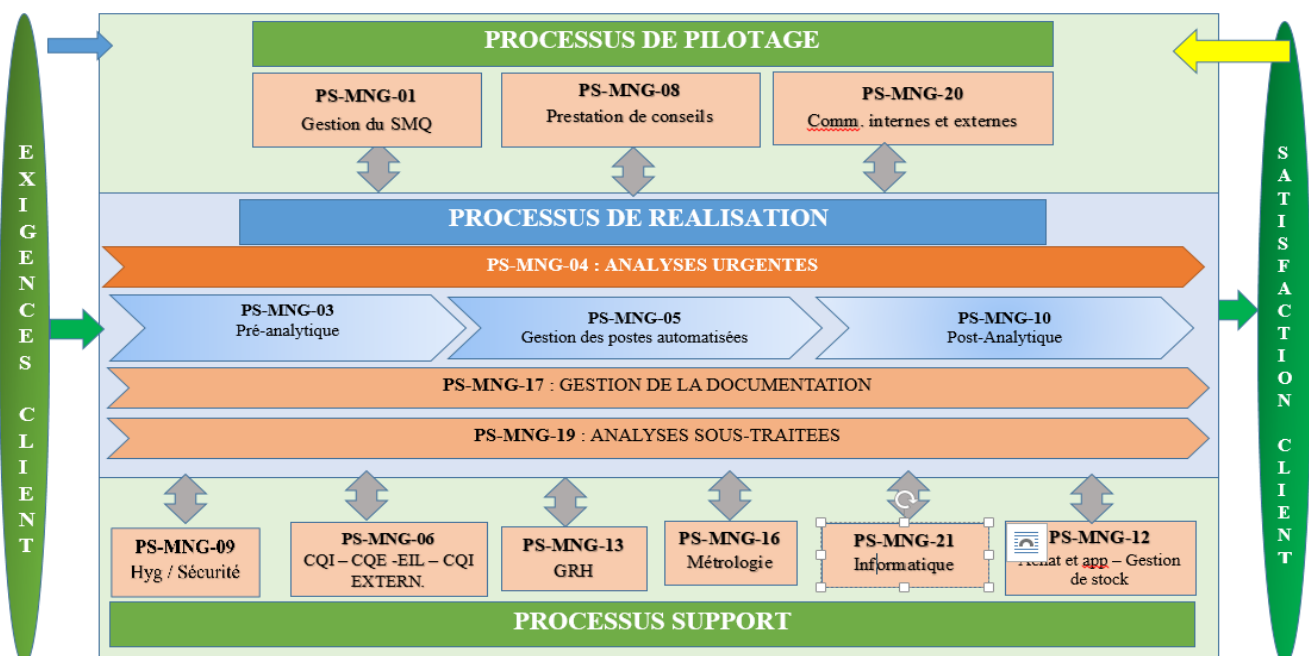 PROCESSUS DE PILOTAGE
PS-MNG-01
Gestion du SMQ
PS-MNG-08
Prestation de conseils
PS-MNG-20
Comm. internes et externes
EXIGENCES CLIENT
PROCESSUS DE REALISATION
PS-MNG-04 : ANALYSES URGENTES
PS-MNG-03
Pré-analytique
PS-MNG-05
Gestion des postes automatisées
PS-MNG-10
Post-Analytique
PS-MNG-17 : GESTION DE LA DOCUMENTATION
PS-MNG-19 : ANALYSES SOUS-TRAITEES
SATISFACTION CLIENT
PS-MNG-09
Hyg / Sécurité
PS-MNG-06
CQI – CQE -EIL – CQI
EXTERN.
PS-MNG-13
GRH
PS-MNG-16
Métrologie
PS-MNG-21
Informatique
PS-MNG-12
et app – Gestion
de stock
PROCESSUS SUPPORT